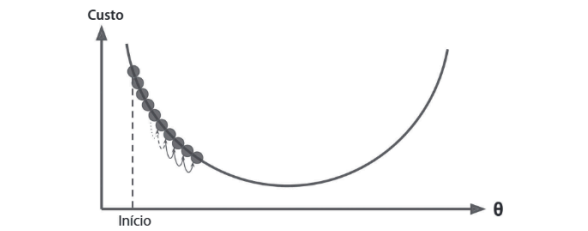 Custo
θ
Início